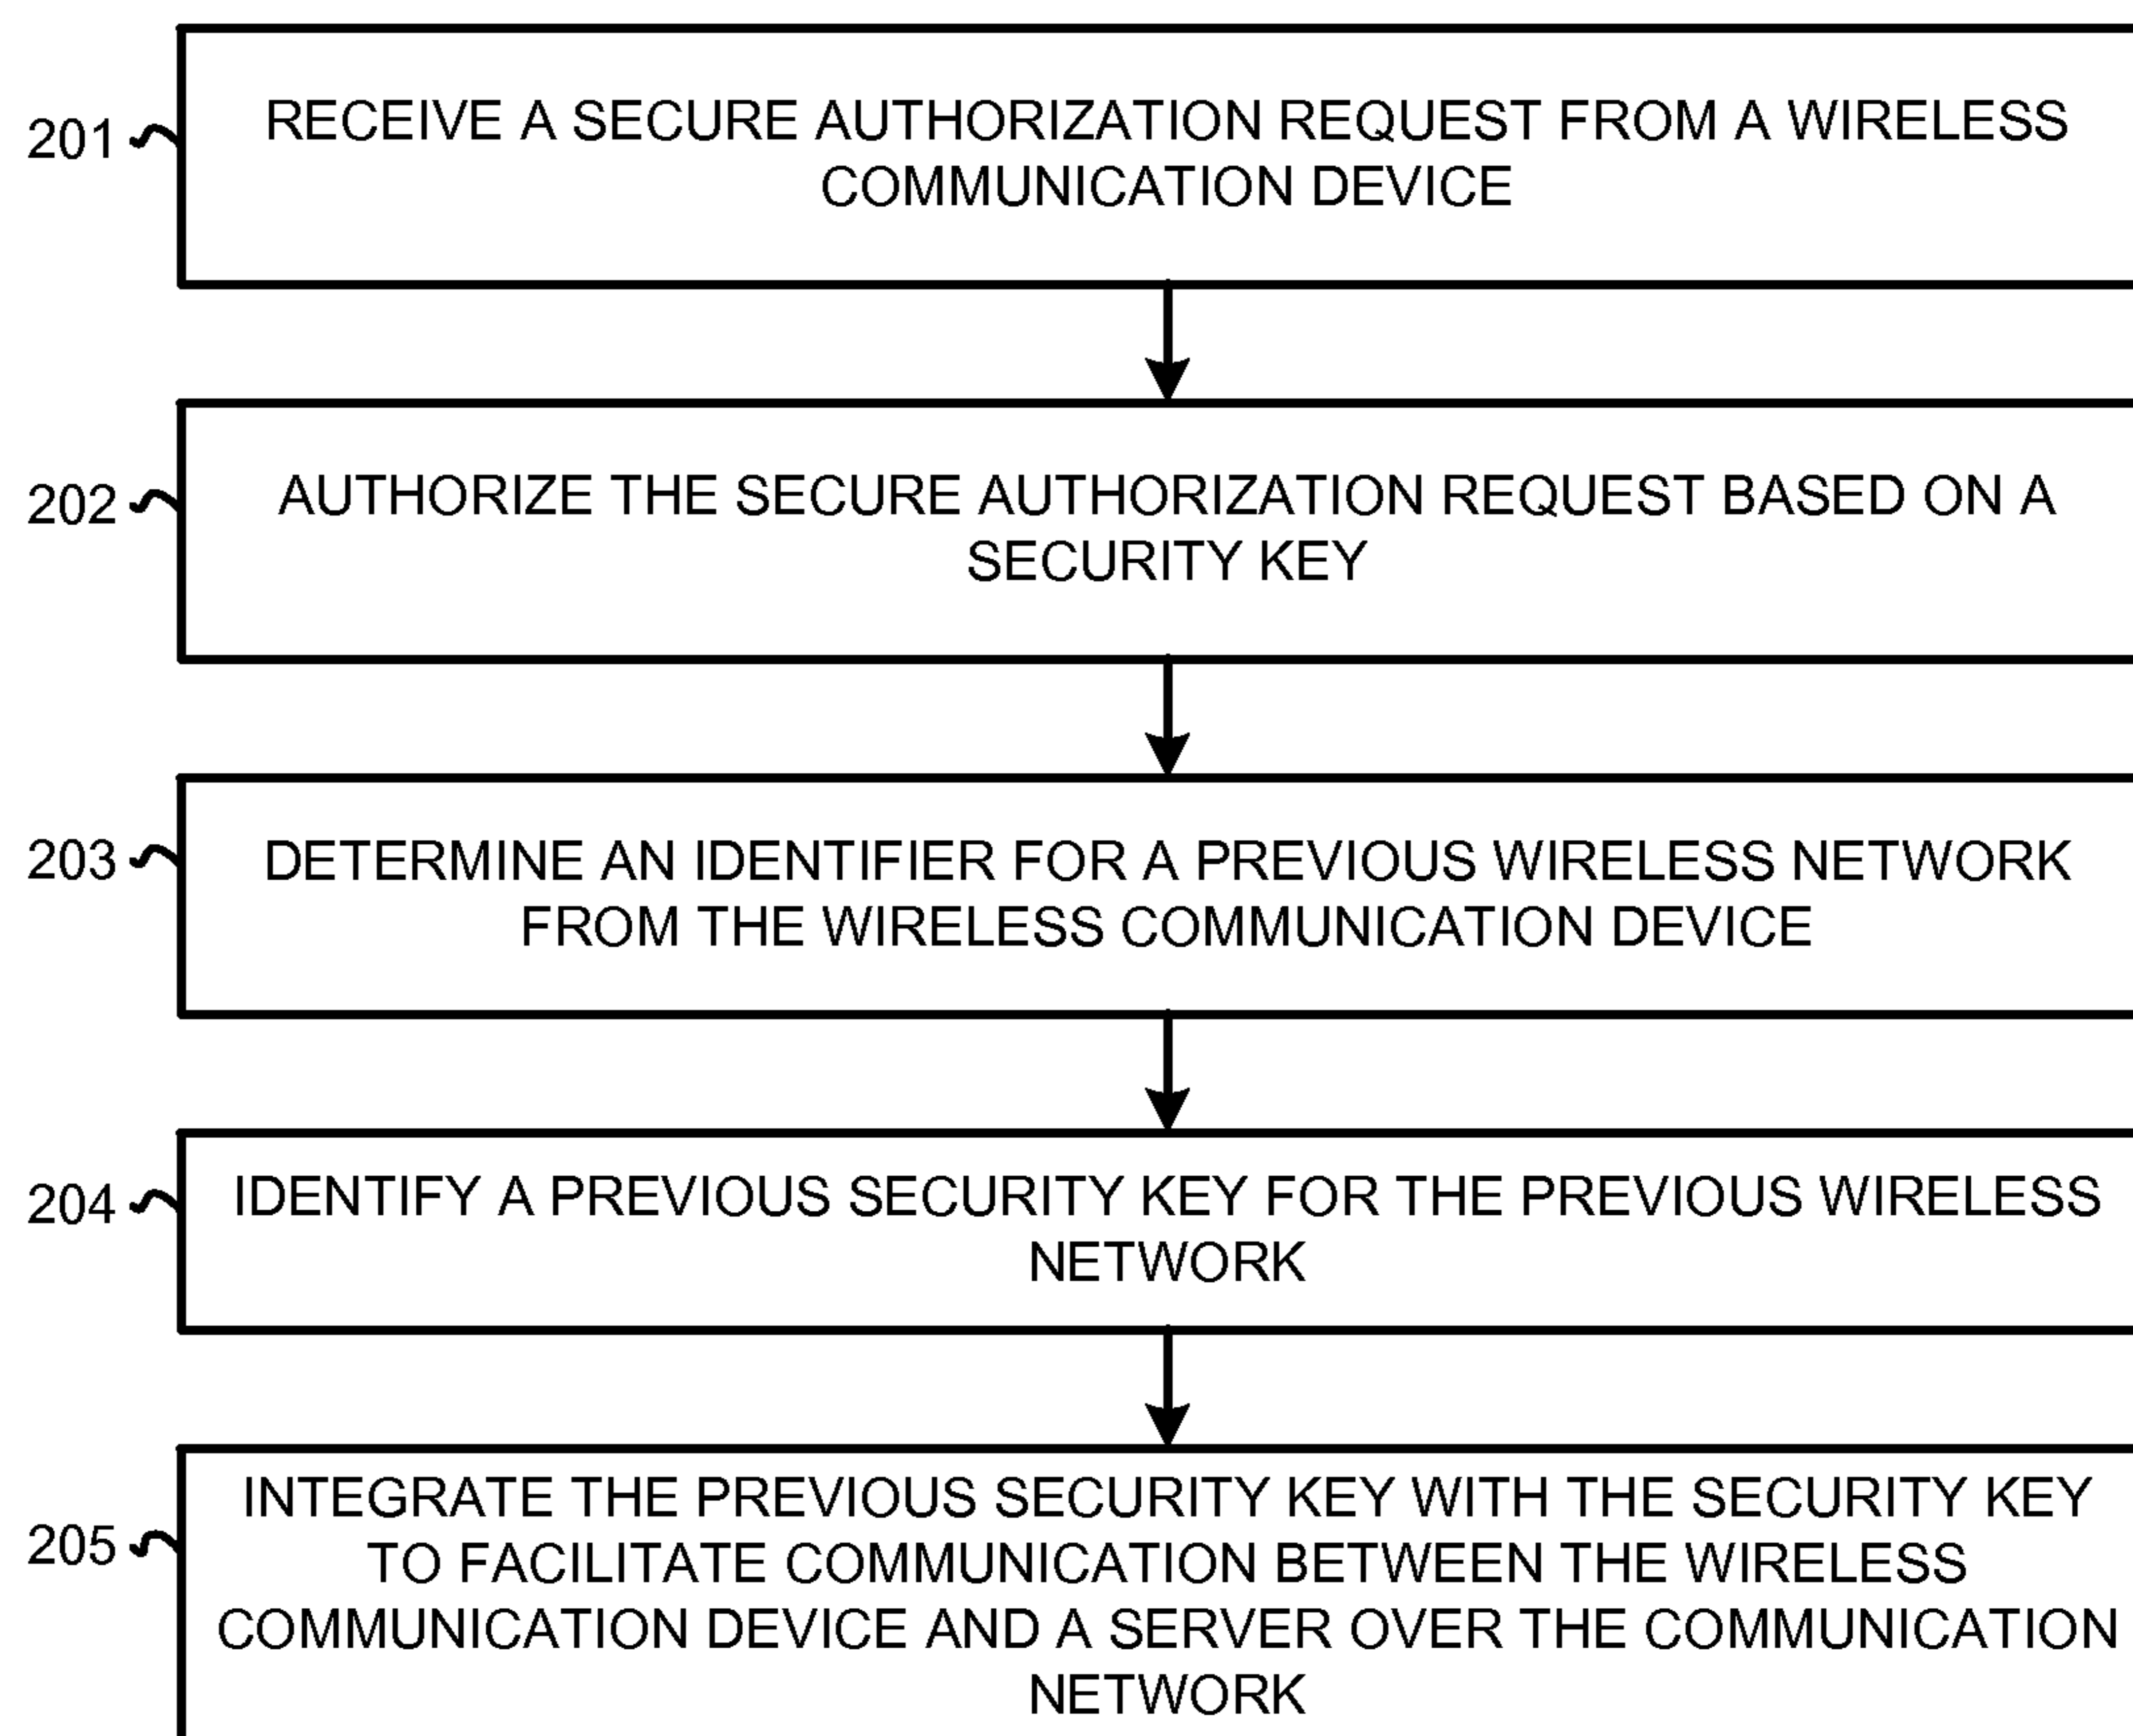 201
RECEIVE A SECURE AUTHORIZATION REQUEST FROM A WIRELESS
COMMUNICATION DEVICE
202
AUTHORIZE THE SECURE AUTHORIZATION REQUEST BASED ON A
SECURITY KEY
203
DETERMINE AN IDENTIFIER FOR A PREVIOUS WIRELESS NETWORK
FROM THE WIRELESS COMMUNICATION DEVICE
204
IDENTIFY A PREVIOUS SECURITY KEY FOR THE PREVIOUS WIRELESS
NETWORK
205
INTEGRATE THE PREVIOUS SECURITY KEY WITH THE SECURITY KEY
TO FACILITATE COMMUNICATION BETWEEN THE WIRELESS
COMMUNICATION DEVICE AND A SERVER OVER THE COMMUNICATION
NETWORK